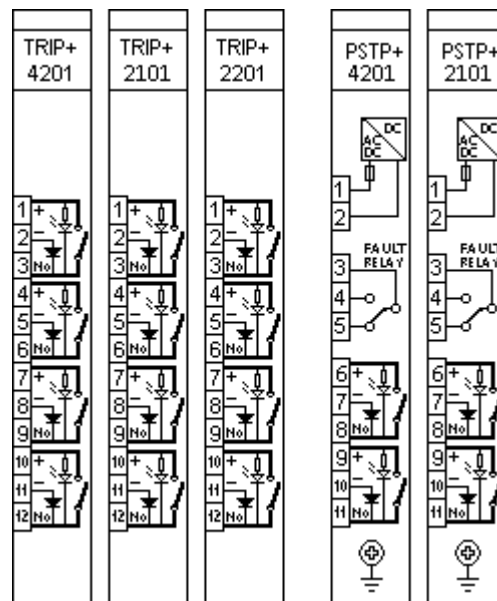 TRIP+
4201
1 +
2 -
3 No
4 +
5 -
6 No
7 +
8 -
9 No
10 +
11 -
12 No
TRIP+
2101
1 +
2 -
3 No
4 +
5 -
6 No
7 +
8 -
9 No
10 +
11 -
12 No
TRIP+
2201
1 +
2 -
3 No
4 +
5 -
6 No
7 +
8 -
9 No
10 +
11 -
12 No
PSTP+
4201
DC
AC
DC
1
2
FAULT
RELAY
3
4
5
6 +
7 -
8 No
9 +
10 -
11 No
PSTP+
2101
DC
AC
DC
1
2
FAULT
RELAY
3
4
5
6 +
7 -
8 No
9 +
10 -
11 No